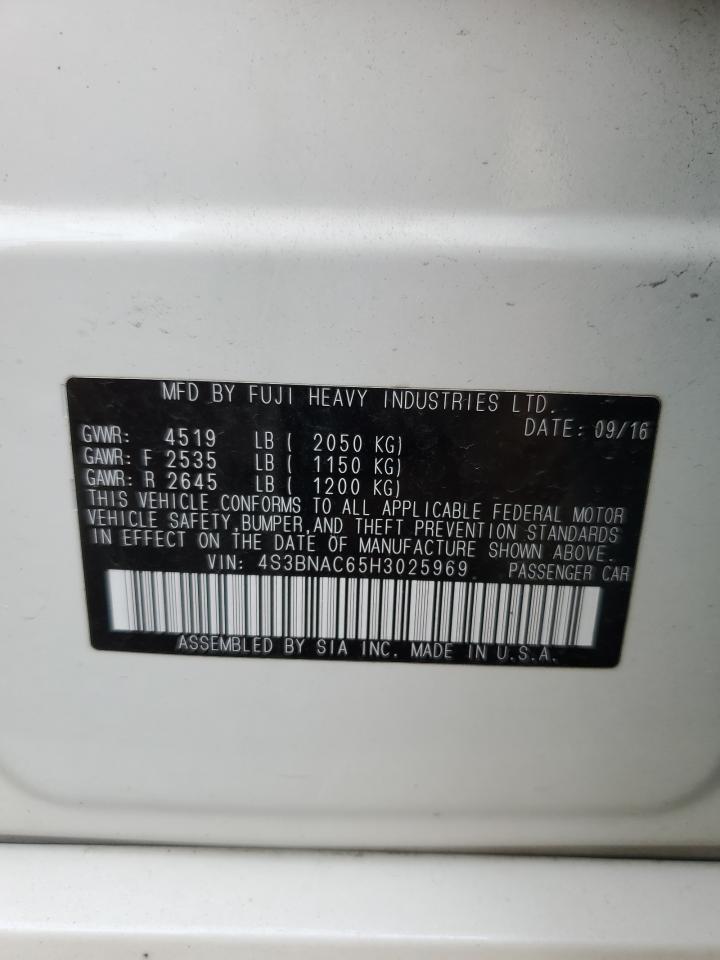 MFD BY FUJI HEAVY INDUSTRIES LTD.
DATE: 09/16
GVWR: 4519 LB ( 2050 KG)
GAWR: F 2535 LB ( 1150 KG)
GAWR: R 2645 LB ( 1200 KG)
THIS VEHICLE CONFORMS TO ALL APPLICABLE FEDERAL MOTOR
VEHICLE SAFETY, BUMPER, AND THEFT PREVENTION STANDARDS
IN EFFECT ON THE DATE OF MANUFACTURE SHOWN ABOVE.
VIN: 4S3BNAC65H3025969 PASSENGER CAR
ASSEMBLED BY SIA INC. MADE IN U.S.A.